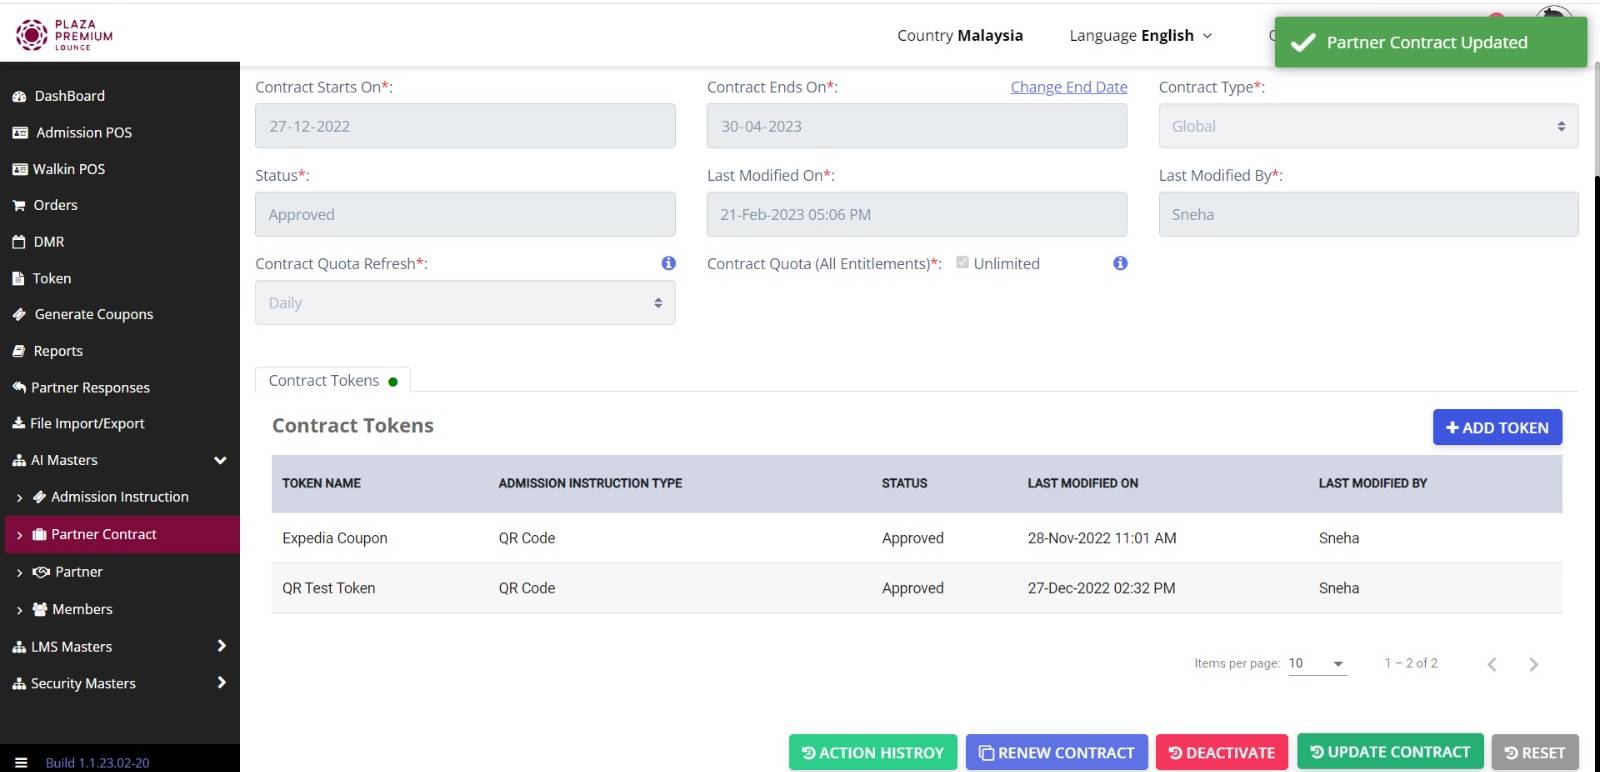 PLAZA
PREMIUM
LOUNGE
Country Malaysia
Language English
Partner Contract Updated
DashBoard
Admission POS
Walkin POS
Orders
DMR
Token
Generate Coupons
Reports
Partner Responses
File Import/Export
AI Masters
Admission Instruction
Partner Contract
Partner
Members
LMS Masters
Security Masters
Build 1.1.23.02-20
Contract Starts On*:
27-12-2022
Contract Ends On*:
Change End Date
30-04-2023
Contract Type*:
Global
Status*:
Approved
Last Modified On*:
21-Feb-2023 05:06 PM
Last Modified By*:
Sneha
Contract Quota Refresh*:
Daily
Contract Quota (All Entitlements)*: Unlimited
Contract Tokens
Contract Tokens
+ ADD TOKEN
TOKEN NAME ADMISSION INSTRUCTION TYPE STATUS LAST MODIFIED ON LAST MODIFIED BY
Expedia Coupon QR Code Approved 28-Nov-2022 11:01 AM Sneha
QR Test Token QR Code Approved 27-Dec-2022 02:32 PM Sneha
Items per page: 10 1 – 2 of 2
ACTION HISTROY RENEW CONTRACT DEACTIVATE UPDATE CONTRACT RESET